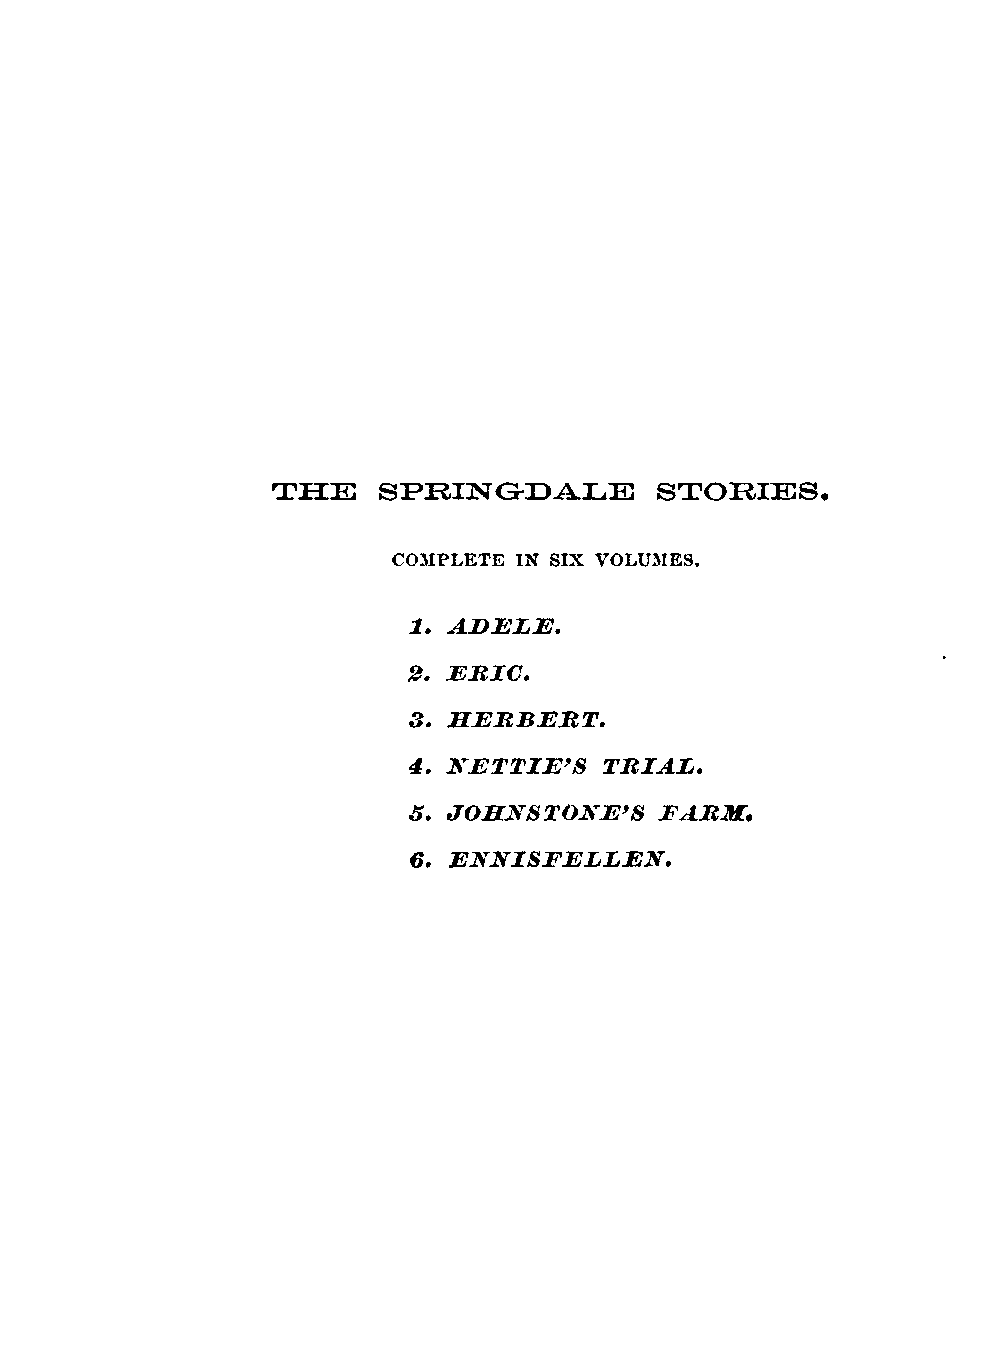 THE SPRINGDALE STORIES.
COMPLETE IN SIX VOLUMES.
1. ADELE.
2. ERIC.
3. HERBERT.
4. NETTIE'S TRIAL.
5. JOHNSTONE'S FARM.
6. ENNISFELLEN.